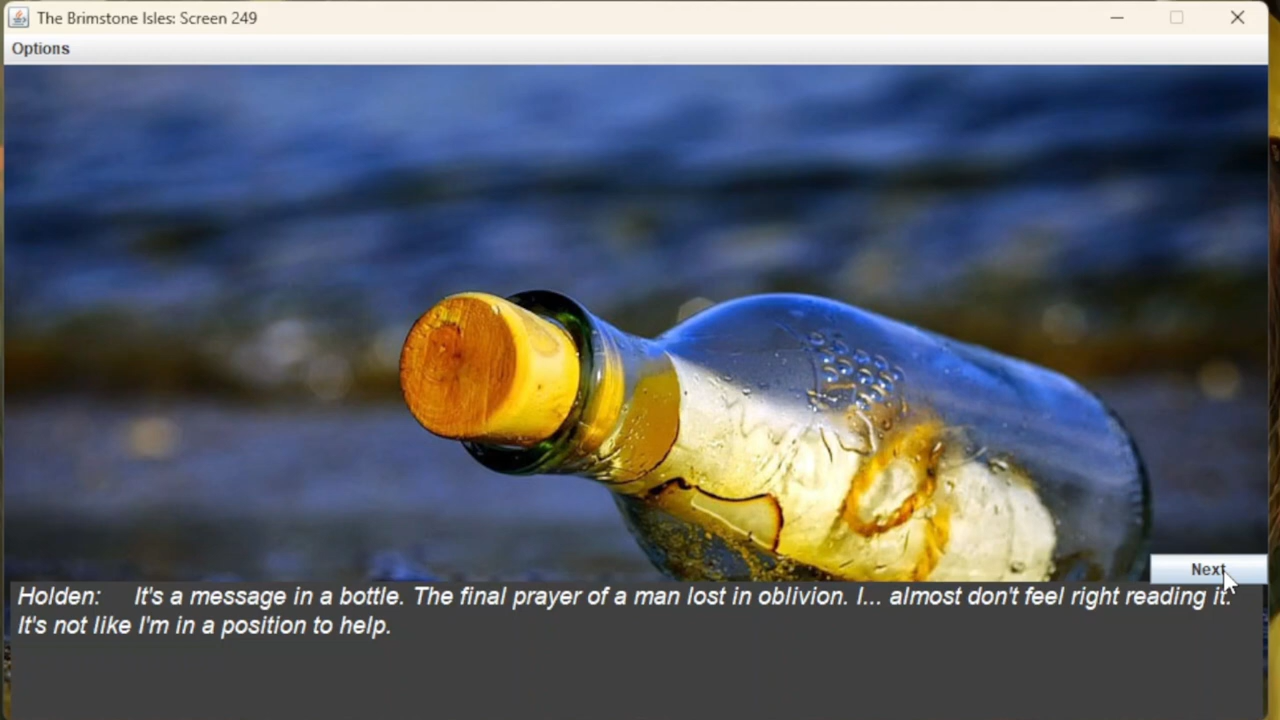 The Brimstone Isles: Screen 249
Options
Next
Holden: It's a message in a bottle. The final prayer of a man lost in oblivion. I... almost don't feel right reading it.
It's not like I'm in a position to help.